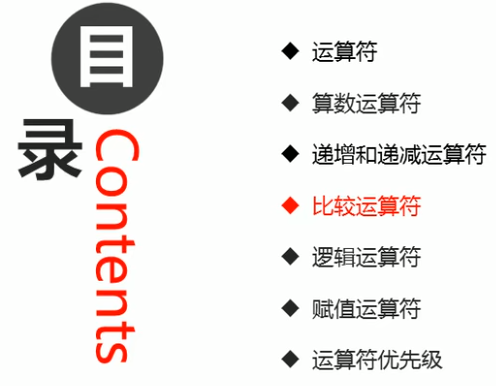 目录
Contents
◆ 运算符
◆ 算数运算符
◆ 递增和递减运算符
◆ 比较运算符
◆ 逻辑运算符
◆ 赋值运算符
◆ 运算符优先级